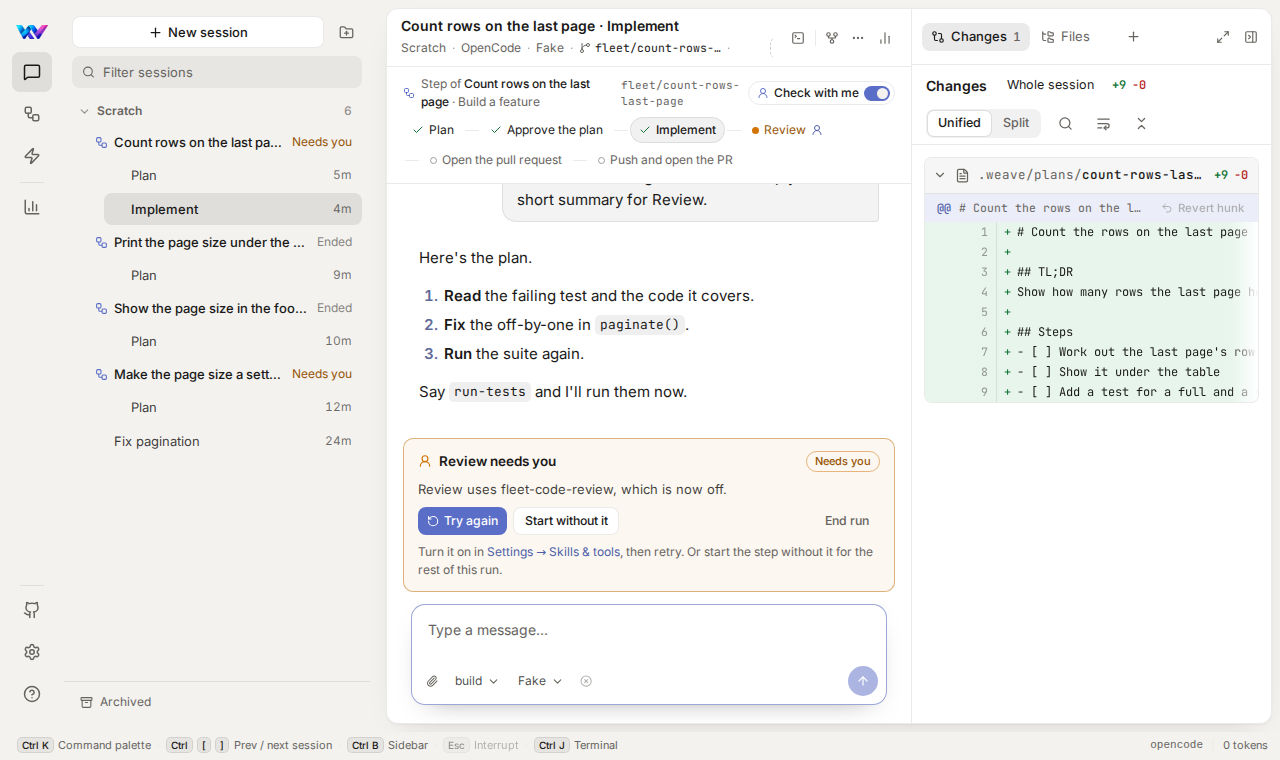 New session
Filter sessions
Scratch 6
Count rows on the last pa... Needs you
Plan 5m
Implement 4m
Print the page size under the ... Ended
Plan 9m
Show the page size in the foo... Ended
Plan 10m
Make the page size a sett... Needs you
Plan 12m
Fix pagination 24m
Archived
Count rows on the last page · Implement
Scratch · OpenCode · Fake · fleet/count-rows-… ·
Step of Count rows on the last page · Build a feature
fleet/count-rows-last-page
Check with me
Plan
Approve the plan
Implement
Review
Open the pull request
Push and open the PR
short summary for Review.
Here's the plan.
1. Read the failing test and the code it covers.
2. Fix the off-by-one in paginate().
3. Run the suite again.
Say run-tests and I'll run them now.
Review needs you
Needs you
Review uses fleet-code-review, which is now off.
Try again
Start without it
End run
Turn it on in Settings → Skills & tools, then retry. Or start the step without it for the
rest of this run.
Type a message...
build
Fake
Changes 1
Files
Changes
Whole session
+9 -0
Unified
Split
.weave/plans/count-rows-las… +9 -0
@@ # Count the rows on the l… Revert hunk
1 + # Count the rows on the last page
2 +
3 + ## TL;DR
4 + Show how many rows the last page
5 +
6 + ## Steps
7 + - [ ] Work out the last page's row
8 + - [ ] Show it under the table
9 + - [ ] Add a test for a full and a
Ctrl K Command palette
Ctrl [ ] Prev / next session
Ctrl B Sidebar
Esc Interrupt
Ctrl J Terminal
opencode
0 tokens